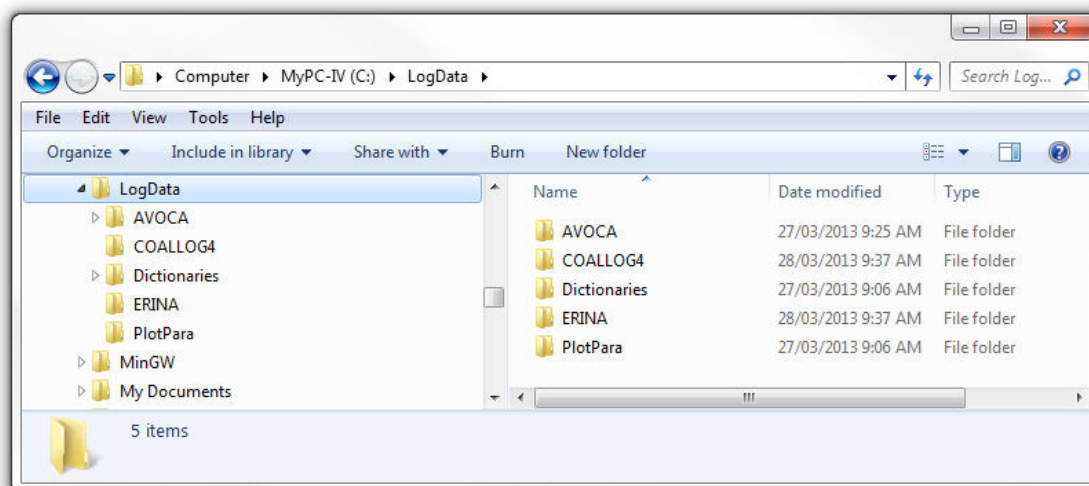 Computer MyPC-IV (C:) LogData
Search Log...
File Edit View Tools Help
Organize Include in library Share with Burn New folder
LogData
AVOCA
COALLOG4
Dictionaries
ERINA
PlotPara
MinGW
My Documents
Name Date modified Type
AVOCA 27/03/2013 9:25 AM File folder
COALLOG4 28/03/2013 9:37 AM File folder
Dictionaries 27/03/2013 9:06 AM File folder
ERINA 28/03/2013 9:37 AM File folder
PlotPara 27/03/2013 9:06 AM File folder
5 items